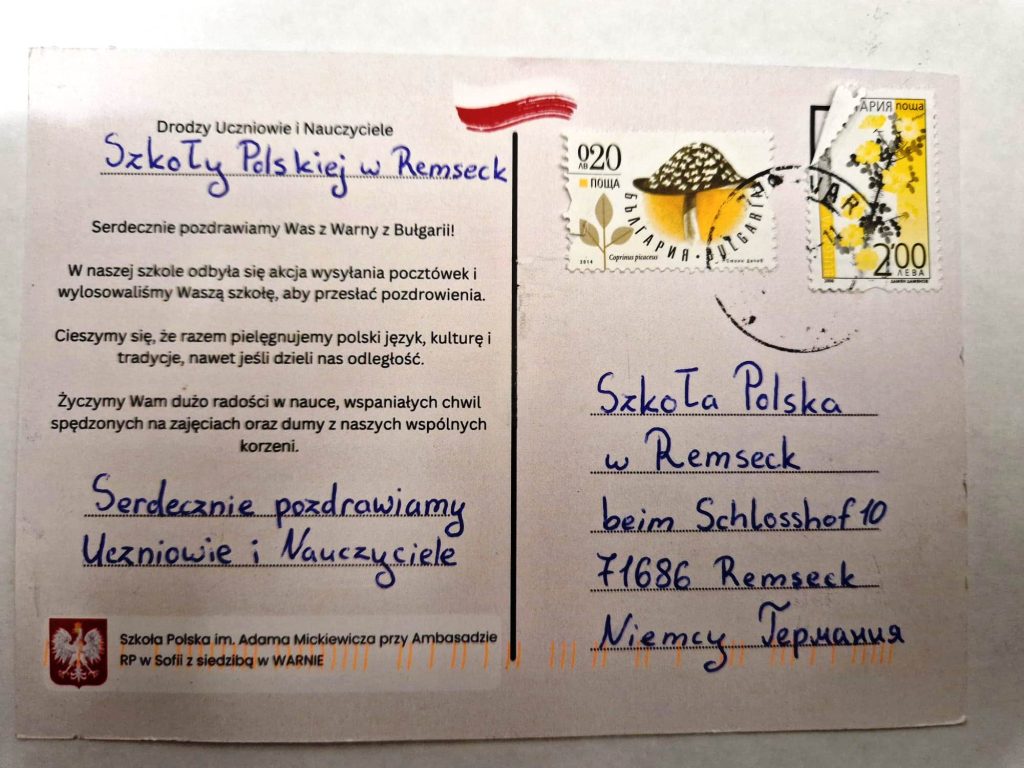 Drodzy Uczniowie i Nauczyciele
Szkoły Polskiej w Remseck
Serdecznie pozdrawiamy Was z Warny z Bułgarii!
W naszej szkole odbyła się akcja wysyłania pocztówek i
wylosowaliśmy Waszą szkołę, aby przesłać pozdrowienia.
Cieszymy się, że razem pielęgnujemy polski język, kulturę i
tradycje, nawet jeśli dzieli nas odległość.
Życzymy Wam dużo radości w nauce, wspaniałych chwil
spędzonych na zajęciach oraz dumy z naszych wspólnych
korzeni.
Serdecznie pozdrawiamy
Uczniowie i Nauczyciele
Szkoła Polska im. Adama Mickiewicza przy Ambasadzie
RP w Sofii z siedzibą w WARNIE
020
ЛВ
ПОЩА
БЪЛГАРИЯ • BULGARIA
2014
Coprinus picaceus
поща
2.00
ЛЕВА
VAR
Szkoła Polska
w Remseck
beim Schlosshof 10
71686 Remseck
Niemcy Германия